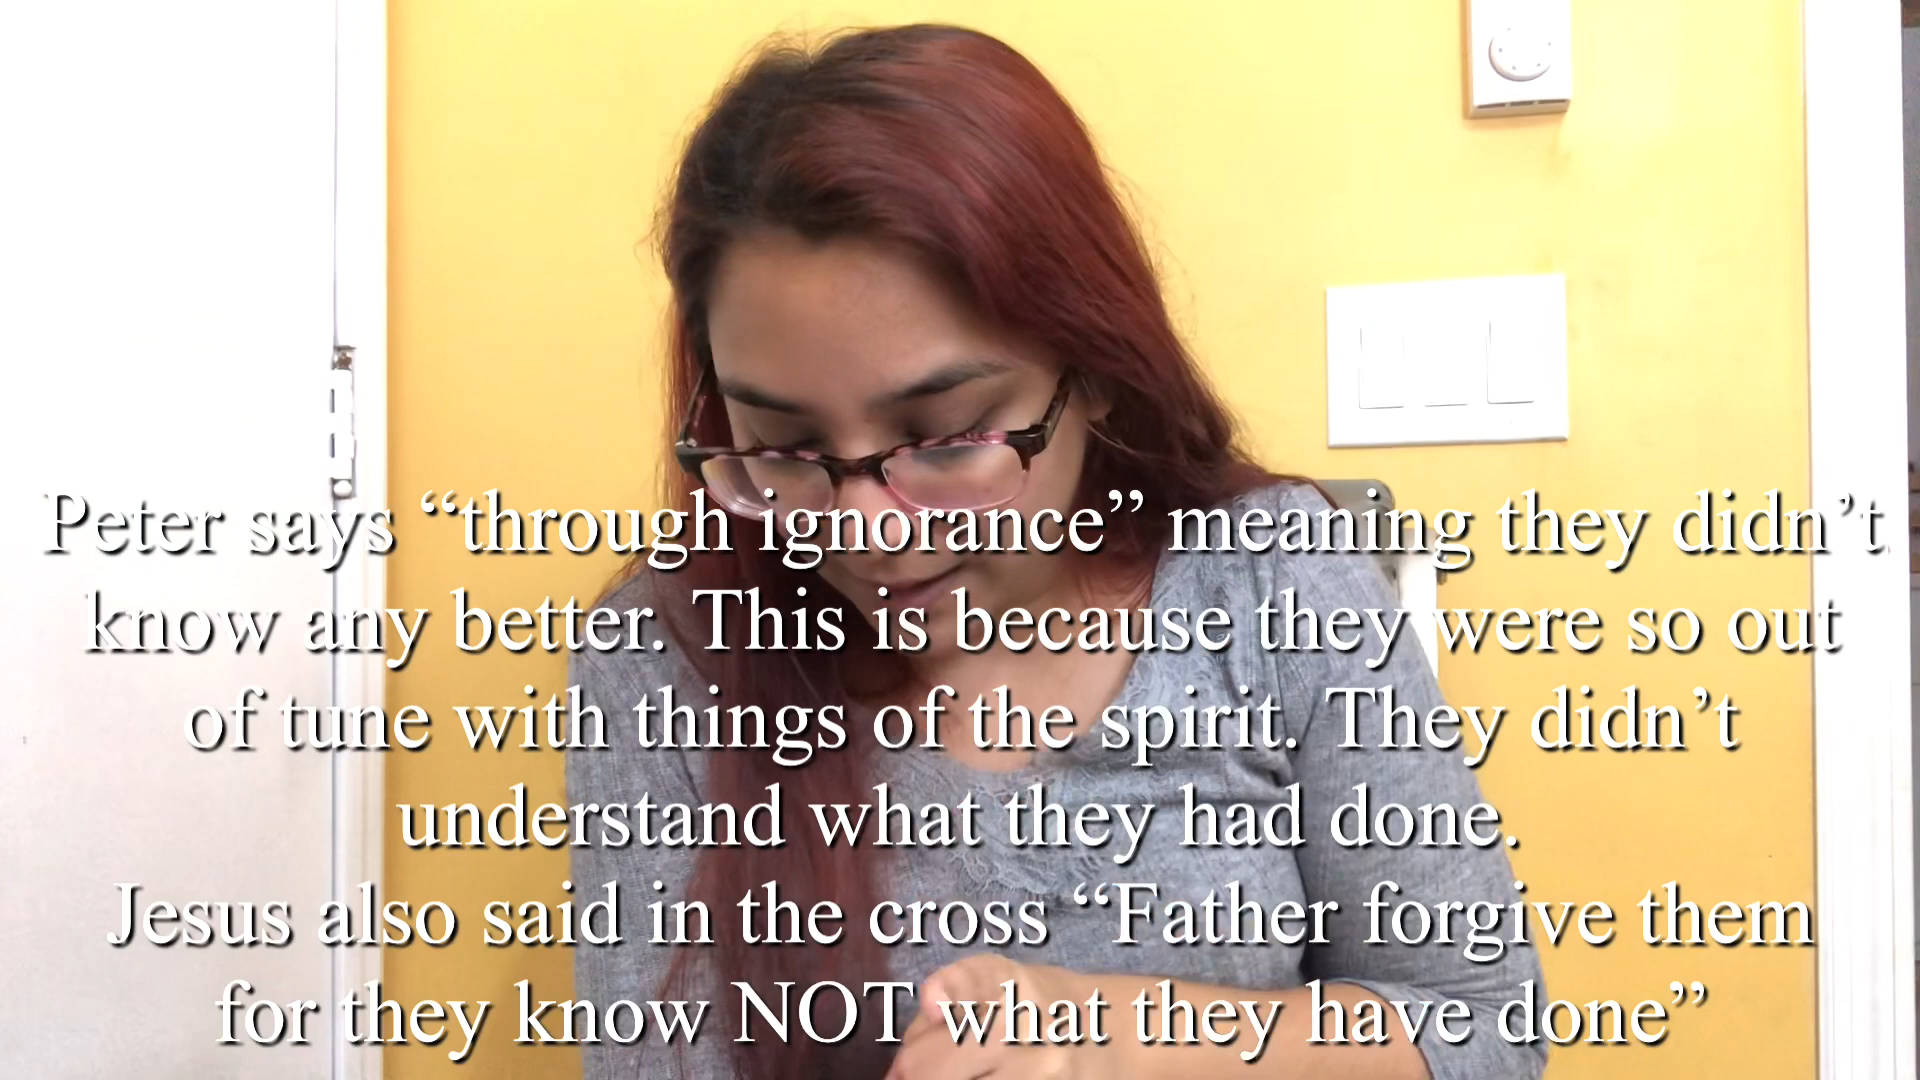 Peter says “through ignorance” meaning they didn’t
know any better. This is because they were so out
of tune with things of the spirit. They didn’t
understand what they had done.
Jesus also said in the cross “Father forgive them
for they know NOT what they have done”